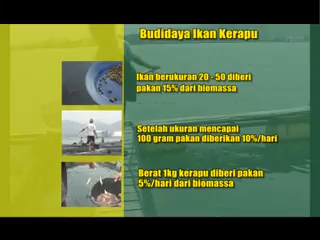 Budidaya Ikan Kerapu
Ikan berukuran 20 - 50 diberi
pakan 15% dari biomassa
Setelah ukuran mencapai
100 gram pakan diberikan 10%/hari
Berat 1kg kerapu diberi pakan
5%/hari dari biomassa